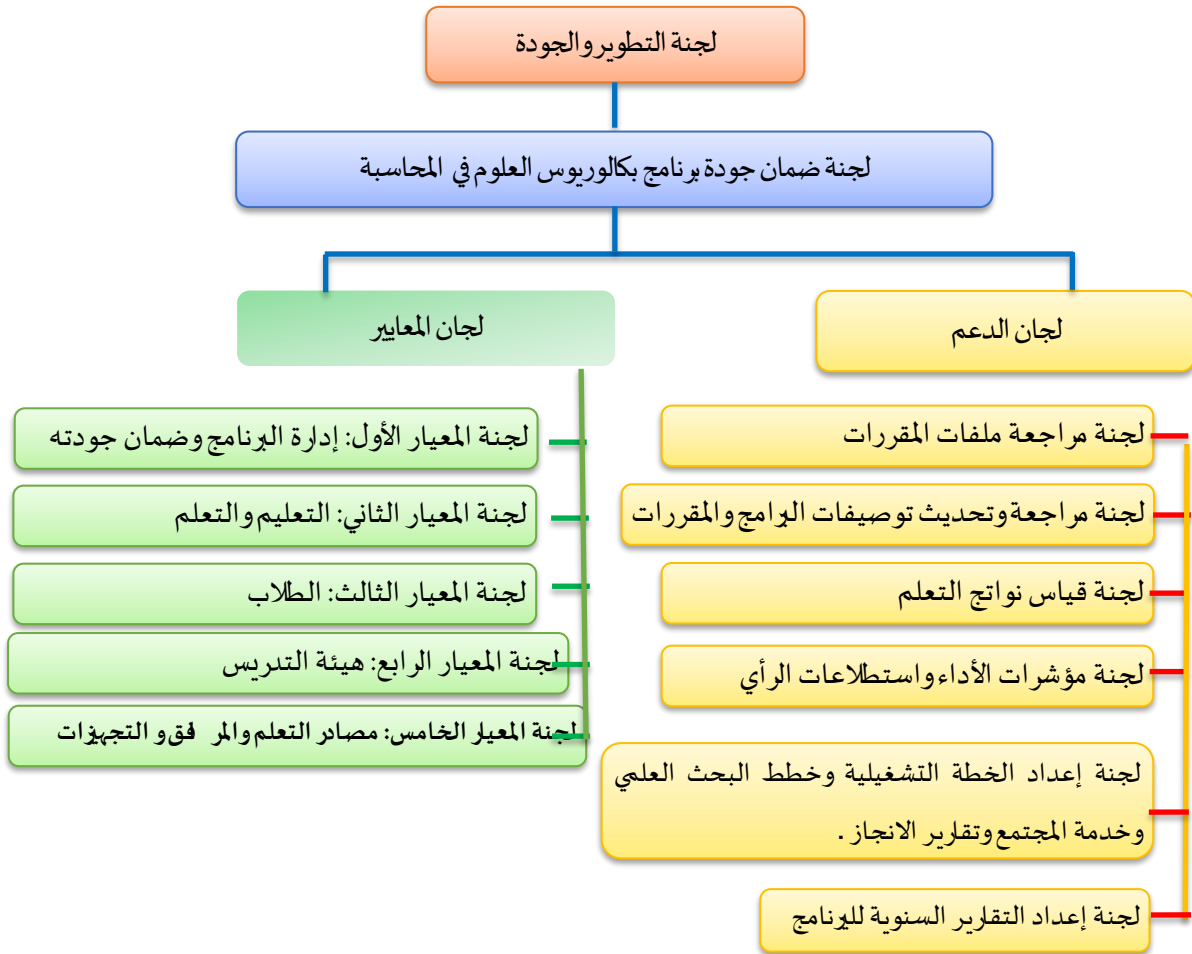 لجنة التطوير والجودة
لجنة ضمان جودة برنامج بكالوريوس العلوم في المحاسبة
لجان الدعم
لجنة مراجعة ملفات المقررات
لجنة مراجعة وتحديث توصيفات البرامج والمقررات
لجنة قياس نواتج التعلم
لجنة مؤشرات الأداء واستطلاعات الرأي
لجنة إعداد الخطة التشغيلية وخطط البحث العلمي
وخدمة المجتمع وتقارير الانجاز .
لجنة إعداد التقارير السنوية للبرنامج
لجان المعايير
لجنة المعيار الأول: إدارة البرنامج وضمان جودته
لجنة المعيار الثاني: التعليم والتعلم
لجنة المعيار الثالث: الطلاب
لجنة المعيار الرابع: هيئة التدريس
لجنة المعيار الخامس: مصادر التعلم والمرافق والتجهيزات